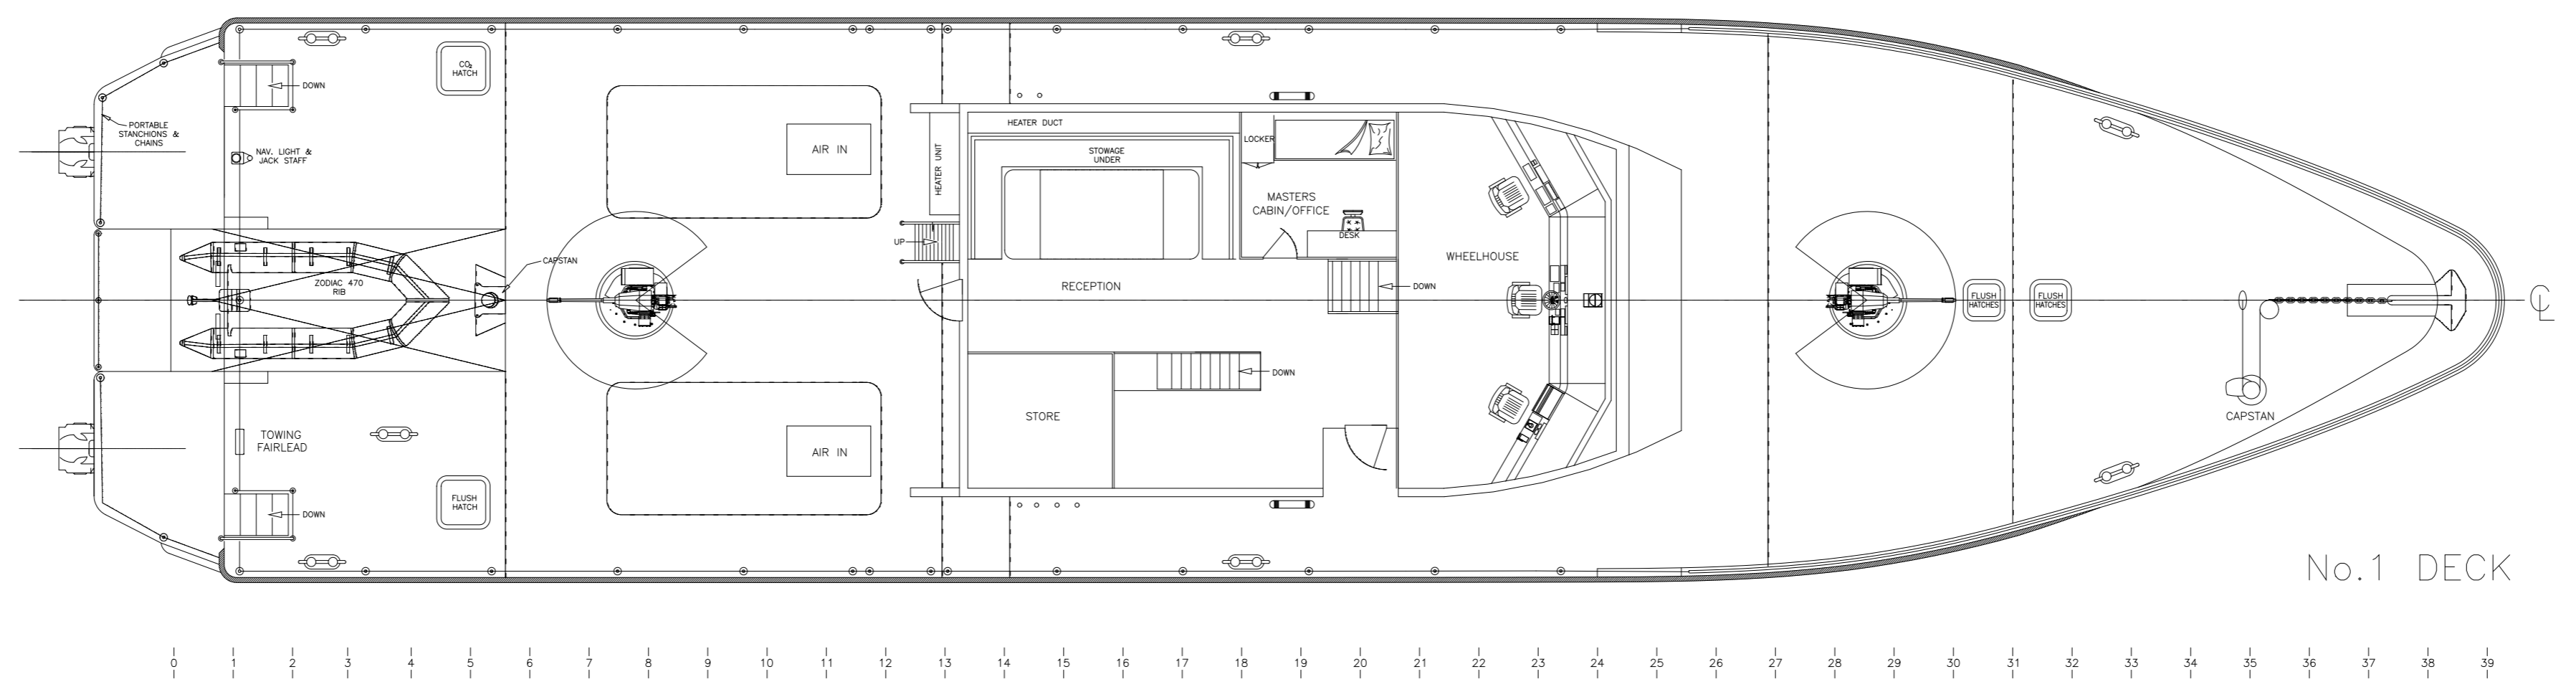 CO₂
HATCH
DOWN
PORTABLE
STANCHIONS &
CHAINS
NAV. LIGHT &
JACK STAFF
AIR IN
HEATER DUCT
HEATER UNIT
STOWAGE
UNDER
LOCKER
MASTERS
CABIN/OFFICE
DESK
UP
CAPSTAN
ZODIAC 470
RIB
RECEPTION
DOWN
WHEELHOUSE
FLUSH
HATCHES
FLUSH
HATCHES
CL
DOWN
STORE
CAPSTAN
TOWING
FAIRLEAD
AIR IN
FLUSH
HATCH
DOWN
No.1 DECK
0 1 2 3 4 5 6 7 8 9 10 11 12 13 14 15 16 17 18 19 20 21 22 23 24 25 26 27 28 29 30 31 32 33 34 35 36 37 38 39